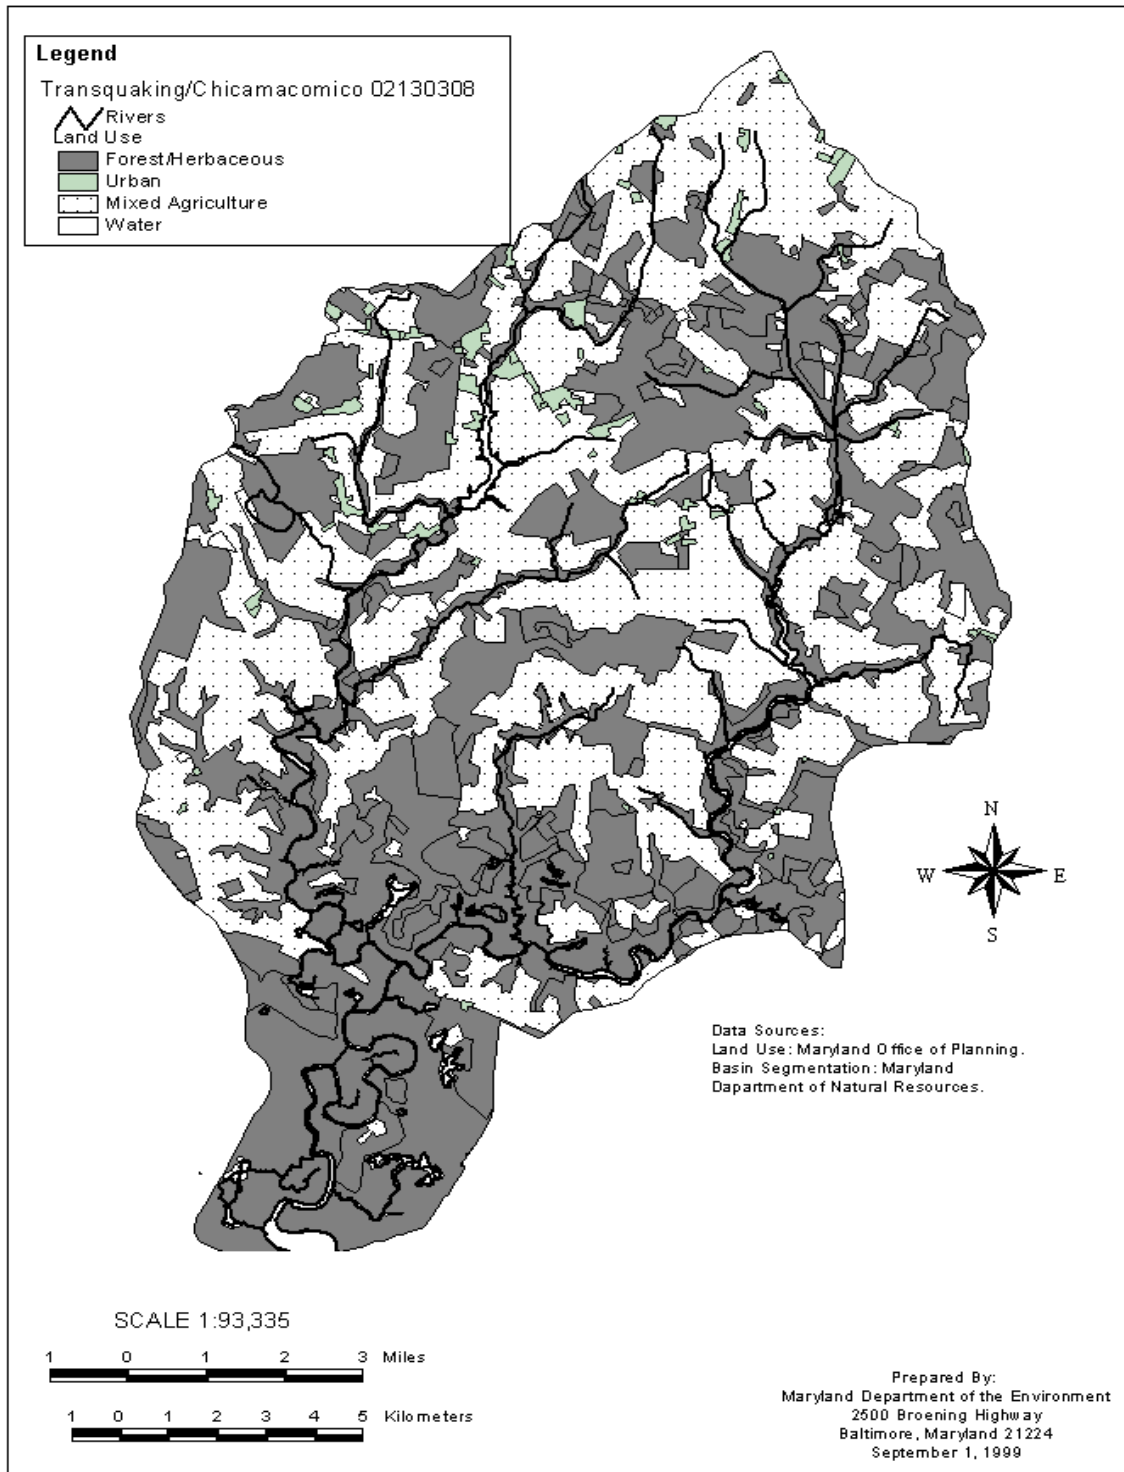 Legend
Transquaking/Chicamacomico 02130308
Rivers
Land Use
Forest/Herbaceous
Urban
Mixed Agriculture
Water
N
W E
S
Data Sources:
Land Use: Maryland Office of Planning.
Basin Segmentation: Maryland
Dapartment of Natural Resources.
SCALE 1:93,335
1 0 1 2 3 Miles
1 0 1 2 3 4 5 Kilometers
Prepared By:
Maryland Department of the Environment
2500 Broening Highway
Baltimore, Maryland 21224
September 1, 1999